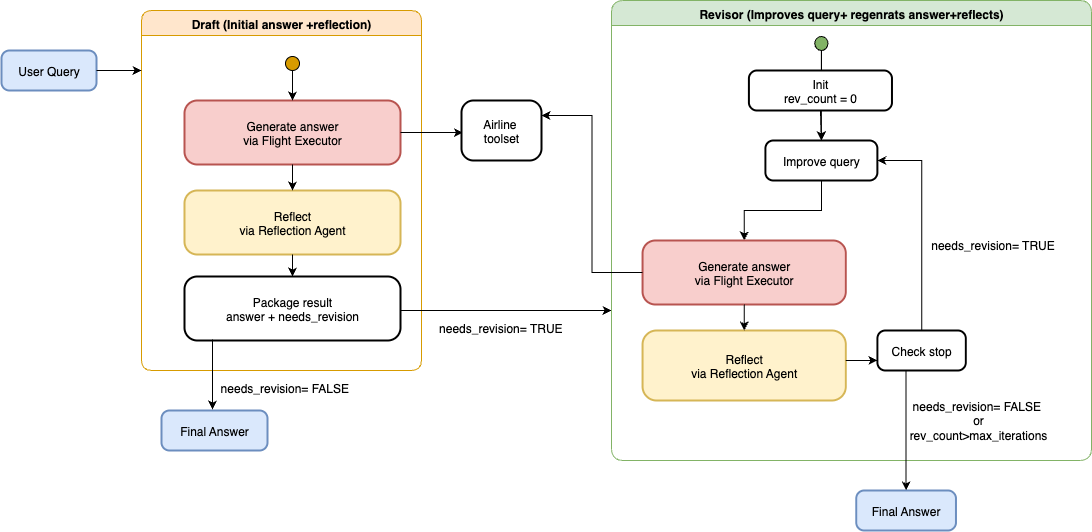 User Query
Draft (Initial answer +reflection)
Generate answer
via Flight Executor
Reflect
via Reflection Agent
Package result
answer + needs_revision
needs_revision= FALSE
Final Answer
Airline
toolset
needs_revision= TRUE
Revisor (Improves query+ regenrats answer+reflects)
Init
rev_count = 0
Improve query
Generate answer
via Flight Executor
Reflect
via Reflection Agent
Check stop
needs_revision= TRUE
needs_revision= FALSE
or
rev_count>max_iterations
Final Answer